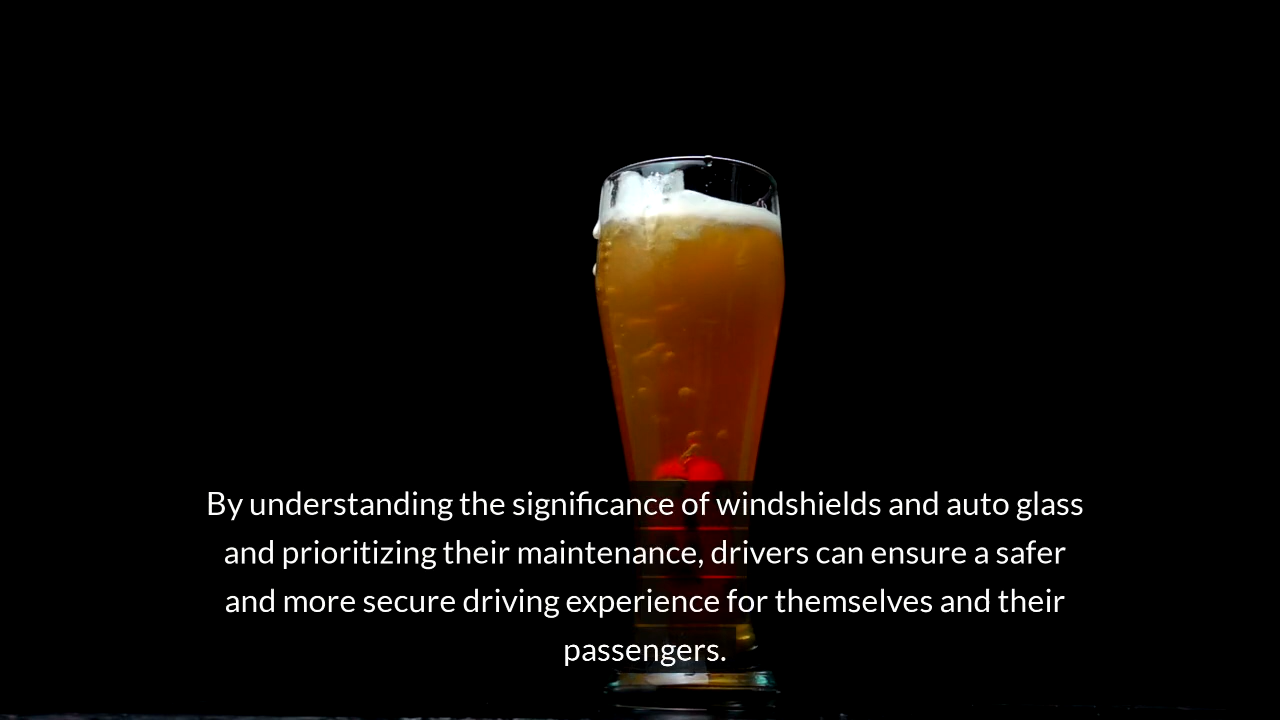 By understanding the significance of windshields and auto glass
and prioritizing their maintenance, drivers can ensure a safer
and more secure driving experience for themselves and their
passengers.